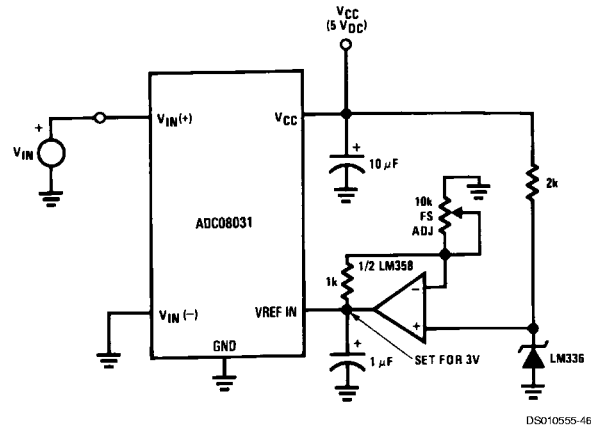 VCC
(5 VDC)
VIN(+)
VCC
+
VIN
+
10 µF
2k
10k
FS
ADJ
ADC08031
1/2 LM358
1k
−
+
VREF IN
VIN(−)
SET FOR 3V
+
1 µF
LM336
GND
DS010555-46